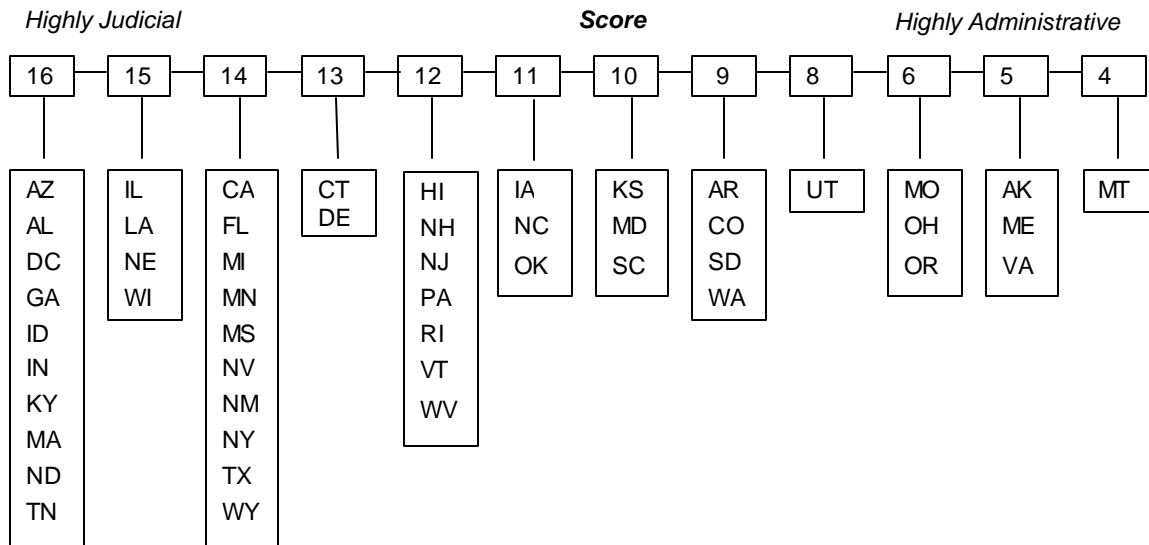 Highly Judicial Score Highly Administrative
16 15 14 13 12 11 10 9 8 6 5 4
AZ IL CA CT HI IA KS AR UT MO AK MT
AL LA FL DE NH NC MD CO OH ME
DC NE MI NJ OK SC SD OR VA
GA WI MN PA WA
ID MS RI
IN NV VT
KY NM WV
MA NY
ND TX
TN WY